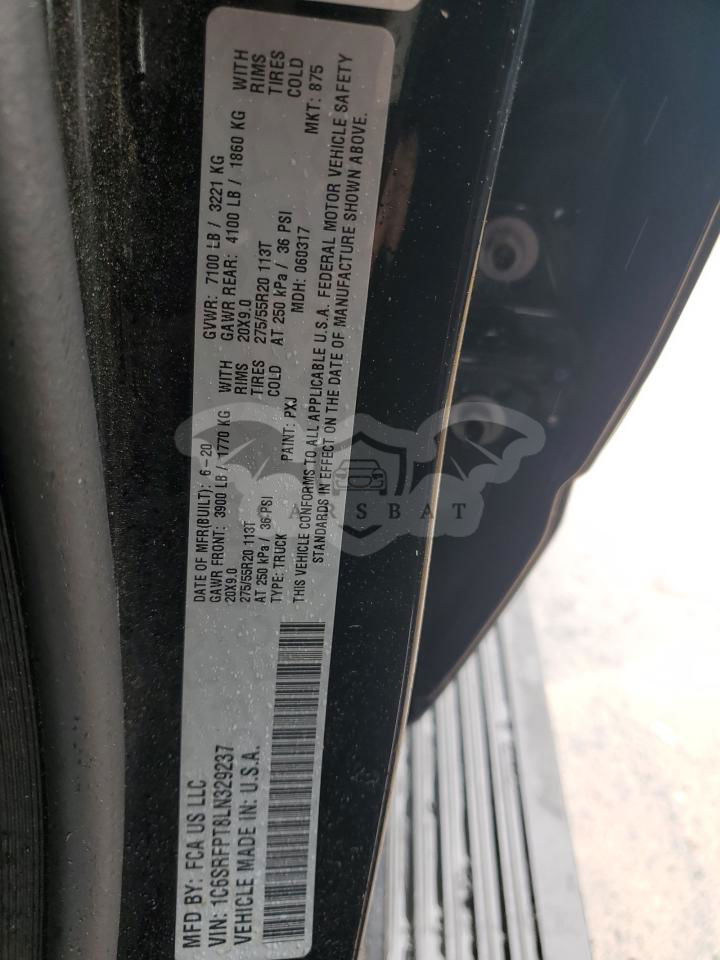 MFD BY: FCA US LLC
DATE OF MFR(BUILT): 6-20
GVWR: 7100 LB / 3221 KG
VIN: 1C6SRFPT8LN329237
GAWR FRONT: 3900 LB / 1770 KG WITH
GAWR REAR: 4100 LB / 1860 KG WITH
VEHICLE MADE IN: U.S.A.
20X9.0 RIMS
20X9.0 RIMS
275/55R20 113T TIRES
275/55R20 113T TIRES
AT 250 kPa / 36 PSI COLD
AT 250 kPa / 36 PSI COLD
TYPE: TRUCK PAINT: PXJ MDH: 060317 MKT: 875
THIS VEHICLE CONFORMS TO ALL APPLICABLE U.S.A. FEDERAL MOTOR VEHICLE SAFETY
STANDARDS IN EFFECT ON THE DATE OF MANUFACTURE SHOWN ABOVE.
CARSBAT